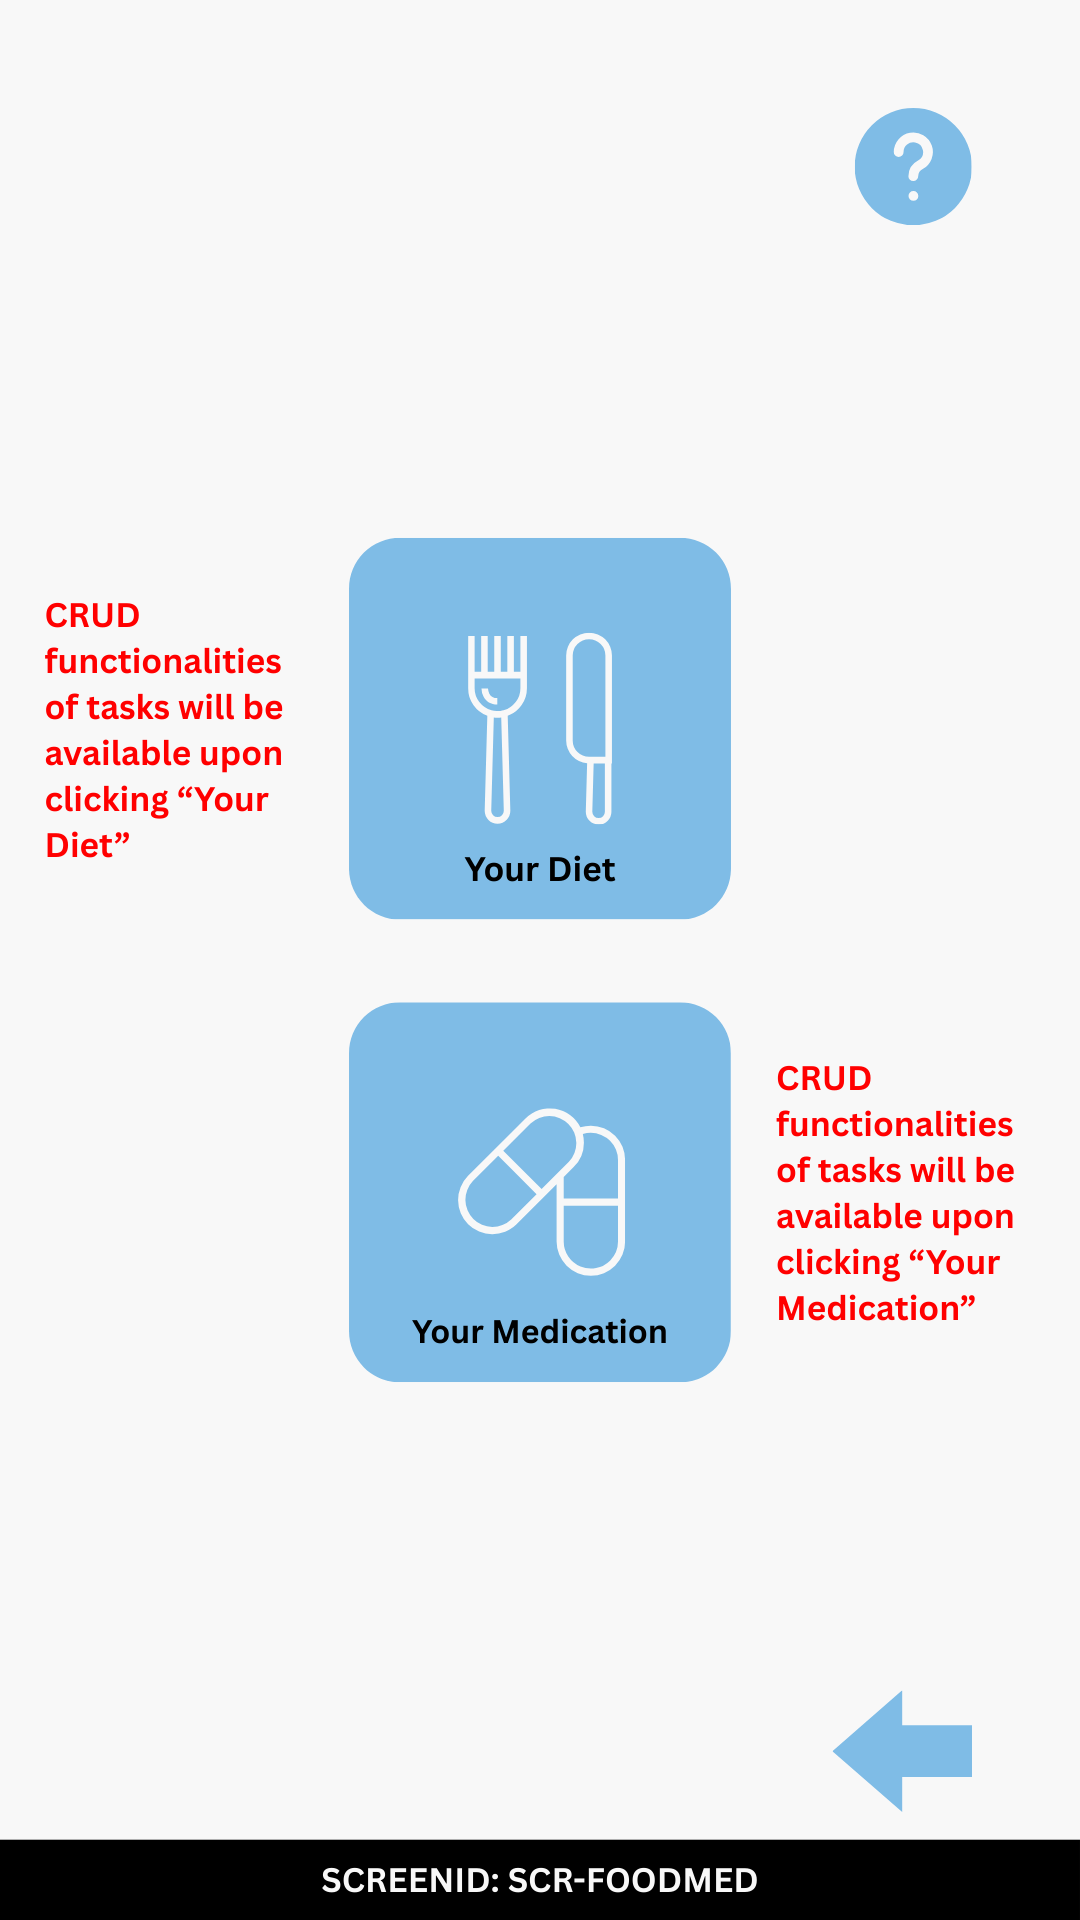 ?
CRUD
functionalities
of tasks will be
available upon
clicking “Your
Diet”
Your Diet
CRUD
functionalities
of tasks will be
available upon
clicking “Your
Medication”
Your Medication
SCREENID: SCR-FOODMED